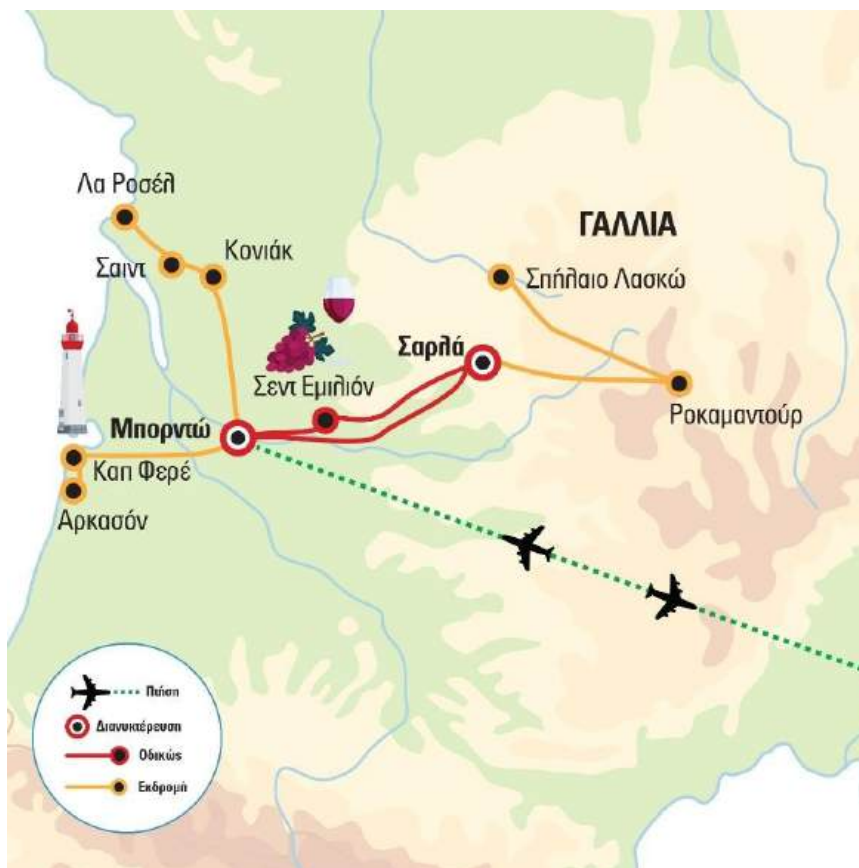 Λα Ροσέλ
ΓΑΛΛΙΑ
Σαιντ
Κονιάκ
Σπήλαιο Λασκώ
Σαρλά
Σεντ Εμιλιόν
Ροκαμαντούρ
Μπορντώ
Καπ Φερέ
Αρκασόν
Πτήση
Διανυκτέρευση
Οδικώς
Εκδρομή